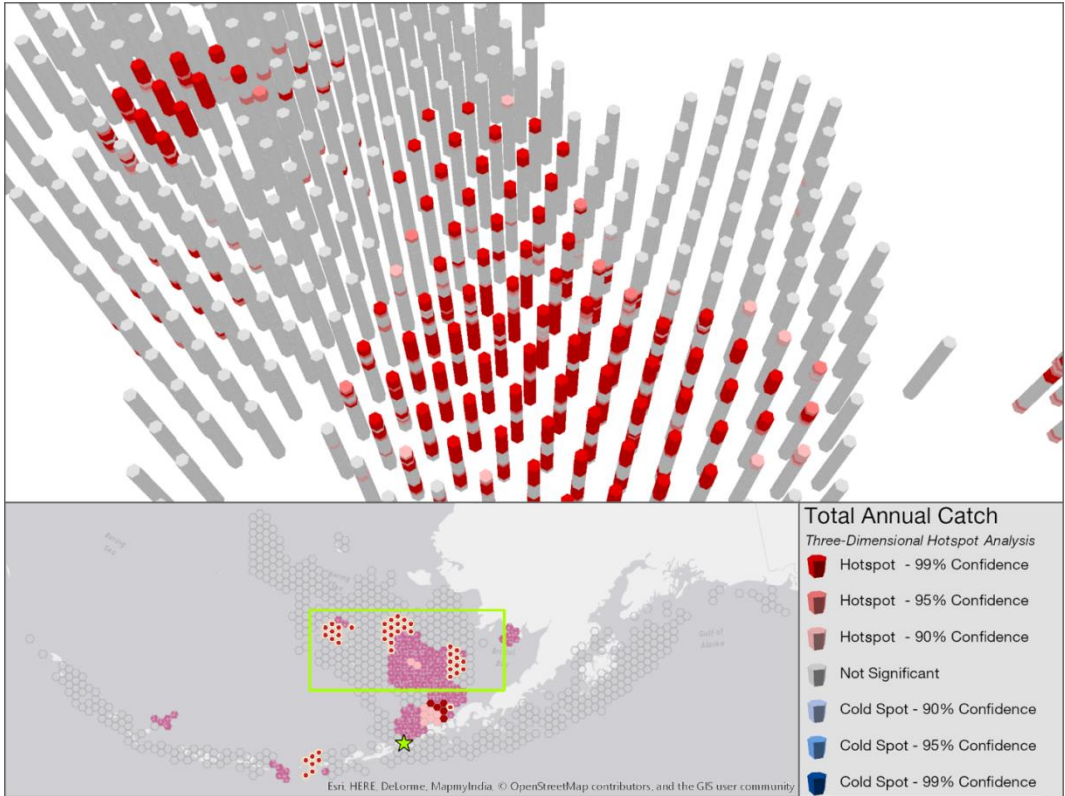 Total Annual Catch
Three-Dimensional Hotspot Analysis
Hotspot - 99% Confidence
Hotspot - 95% Confidence
Hotspot - 90% Confidence
Not Significant
Cold Spot - 90% Confidence
Cold Spot - 95% Confidence
Cold Spot - 99% Confidence
Gulf of
Alaska
Esri, HERE, DeLorme, MapmyIndia, © OpenStreetMap contributors, and the GIS user community